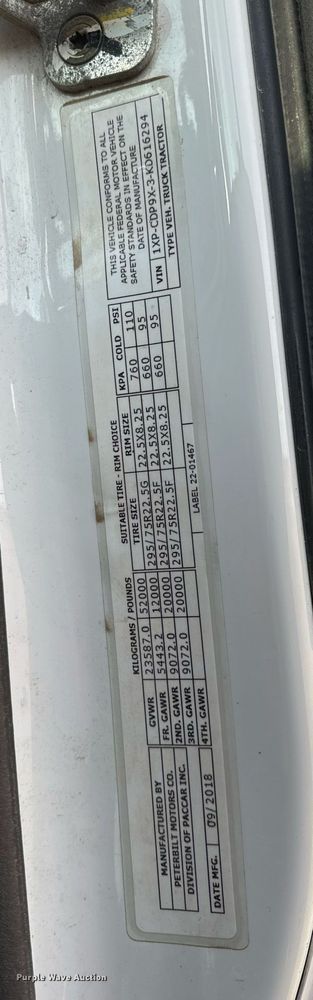 MANUFACTURED BY
PETERBILT MOTORS CO.
DIVISION OF PACCAR INC.
DATE MFG. 09/2018
KILOGRAMS / POUNDS
GVWR 23587.0 52000
FR. GAWR 5443.2 12000
2ND. GAWR 9072.0 20000
3RD. GAWR 9072.0 20000
4TH. GAWR
SUITABLE TIRE - RIM CHOICE
TIRE SIZE RIM SIZE KPA COLD PSI
295/75R22.5G 22.5X8.25 760 110
295/75R22.5F 22.5X8.25 660 95
295/75R22.5F 22.5X8.25 660 95
LABEL 22-01467
THIS VEHICLE CONFORMS TO ALL
APPLICABLE FEDERAL MOTOR VEHICLE
SAFETY STANDARDS IN EFFECT ON THE
DATE OF MANUFACTURE
VIN 1XP-CDP9X-3-KD616294
TYPE VEH. TRUCK TRACTOR
Purple Wave Auction